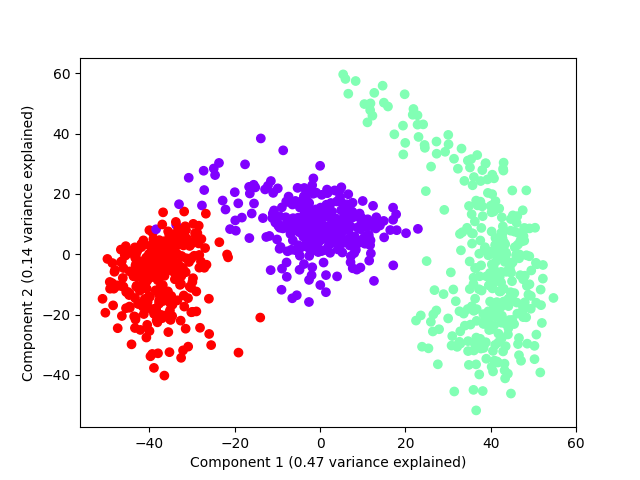 60
40
20
0
−20
−40
Component 2 (0.14 variance explained)
−40 −20 0 20 40 60
Component 1 (0.47 variance explained)